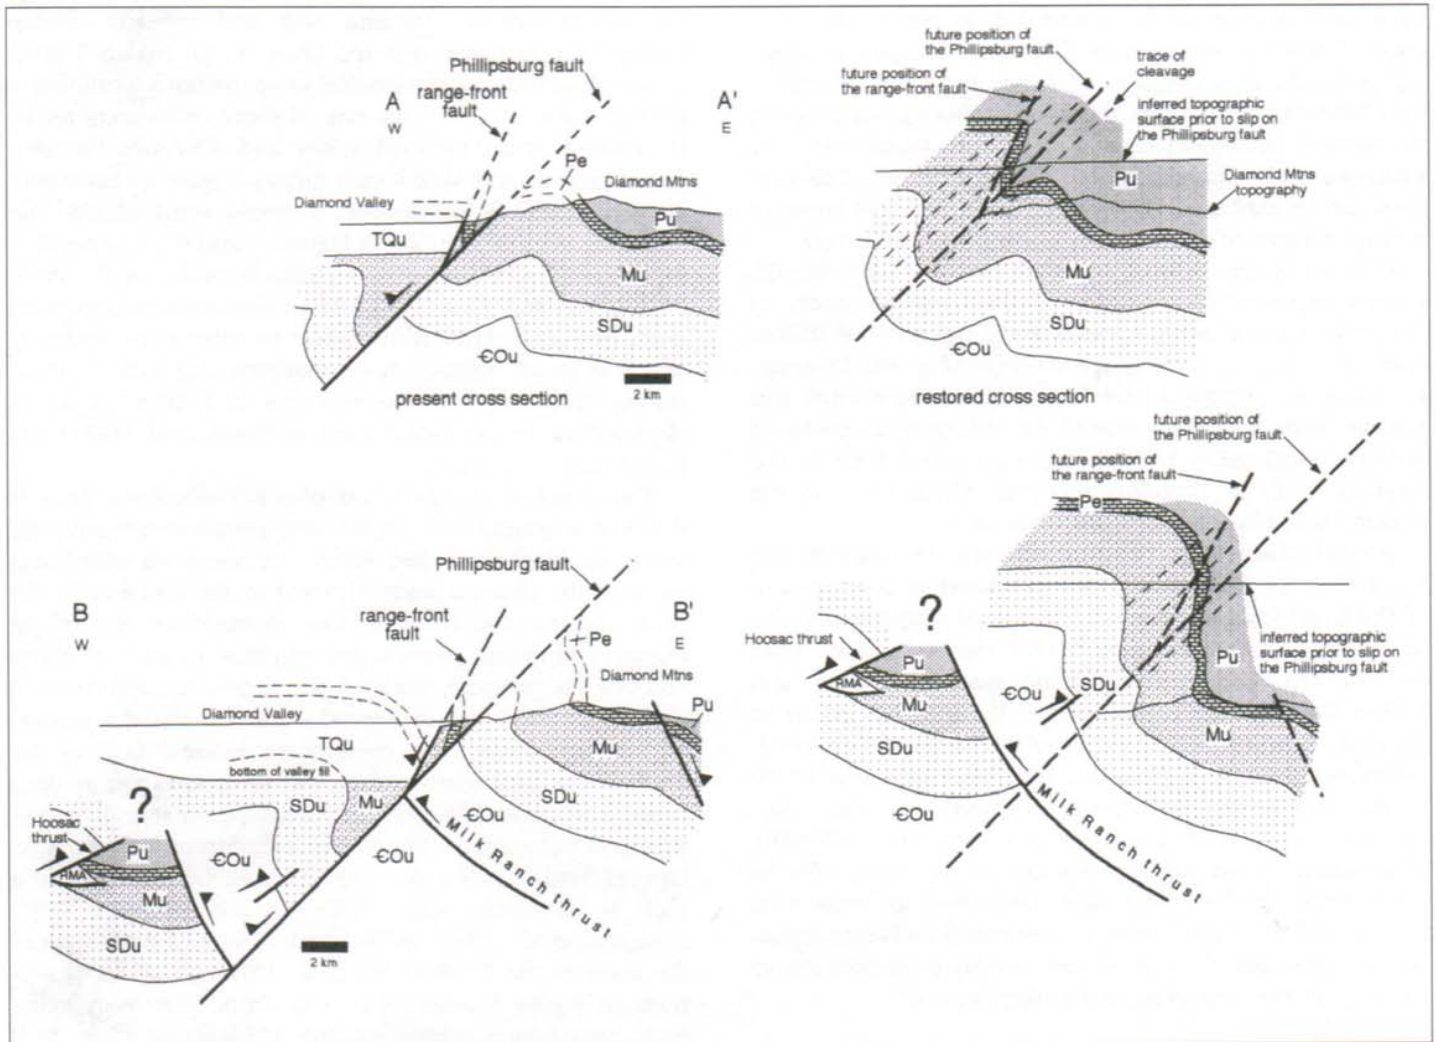 Phillipsburg fault
range-front
fault
A
W
A'
E
Pe
Diamond Mtns
Diamond Valley
TQu
Pu
Mu
SDu
ЄOu
2 km
present cross section
future position of
the Phillipsburg fault
future position of
the range-front fault
trace of
cleavage
inferred topographic
surface prior to slip on
the Phillipsburg fault
Pu
Diamond Mtns
topography
Mu
SDu
ЄOu
restored cross section
Phillipsburg fault
range-front
fault
B
W
B'
E
Pe
Diamond Mtns
Diamond Valley
Pu
TQu
Mu
bottom of valley fill
?
SDu
Mu
SDu
ЄOu
Hoosac
thrust
Pu
ЄOu
ЄOu
RMA
Mu
Milk Ranch thrust
SDu
2 km
future position of
the Phillipsburg fault
future position of
the range-front fault
Pe
?
Hoosac
thrust
inferred topographic
surface prior to slip on
the Phillipsburg fault
Pu
Pu
RMA
ЄOu
SDu
Mu
Mu
SDu
ЄOu
Milk Ranch thrust